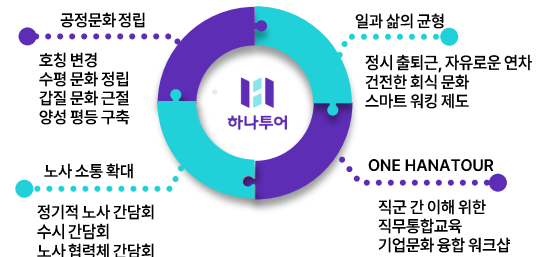 공정문화 정립
호칭 변경
수평 문화 정립
갑질 문화 근절
양성 평등 구축
일과 삶의 균형
정시 출퇴근, 자유로운 연차
건전한 회식 문화
스마트 워킹 제도
하나투어
노사 소통 확대
정기적 노사 간담회
수시 간담회
노사 협력체 간담회
ONE HANATOUR
직군 간 이해 위한
직무통합교육
기업문화 융합 워크샵